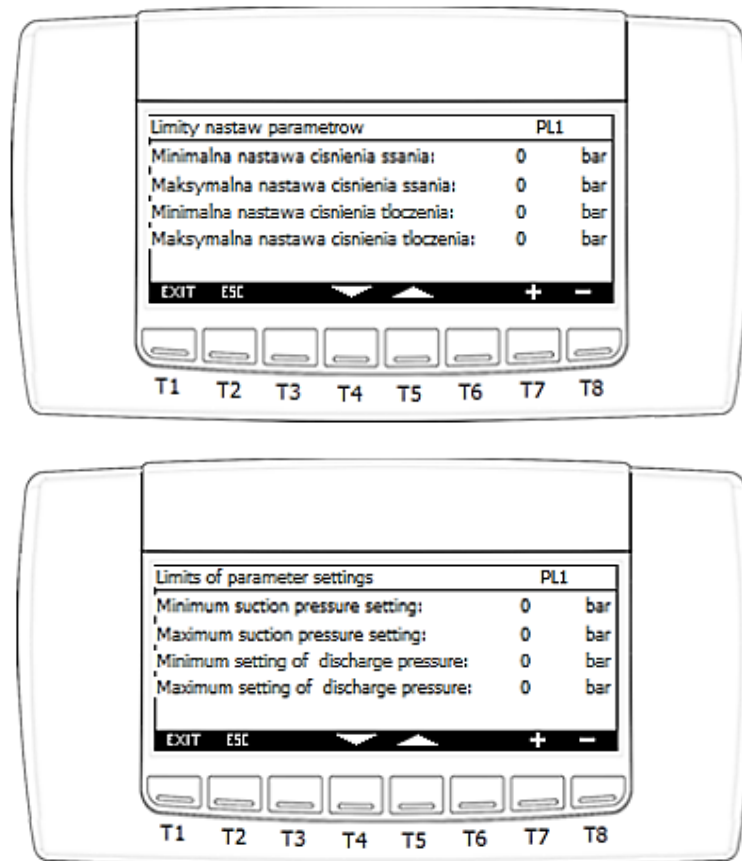 Limity nastaw parametrow PL1
Minimalna nastawa cisnienia ssania: 0 bar
Maksymalna nastawa cisnienia ssania: 0 bar
Minimalna nastawa cisnienia tloczenia: 0 bar
Maksymalna nastawa cisnienia tloczenia: 0 bar
EXIT ESC + −
T1 T2 T3 T4 T5 T6 T7 T8
Limits of parameter settings PL1
Minimum suction pressure setting: 0 bar
Maximum suction pressure setting: 0 bar
Minimum setting of discharge pressure: 0 bar
Maximum setting of discharge pressure: 0 bar
EXIT ESC + −
T1 T2 T3 T4 T5 T6 T7 T8